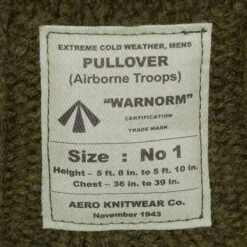 EXTREME COLD WEATHER, MENS
PULLOVER
(Airborne Troops)
“WARNORM”
CERTIFICATION
TRADE MARK
Size : No 1
Height – 5 ft. 8 in. to 5 ft. 10 in.
Chest – 36 in to 39 in.
AERO KNITWEAR Co.
November 1943